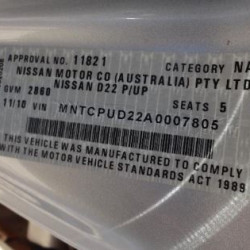 APPROVAL NO. 11821 NA
NISSAN MOTOR CO (AUSTRALIA) PTY LTD
NISSAN D22 P/UP
GVM 2860 SEATS 5
11/10 VIN MNTCPUD22A0007805
THIS VEHICLE WAS MANUFACTURED
TO COMPLY WITH THE MOTOR VEHICLE
STANDARDS ACT 1989